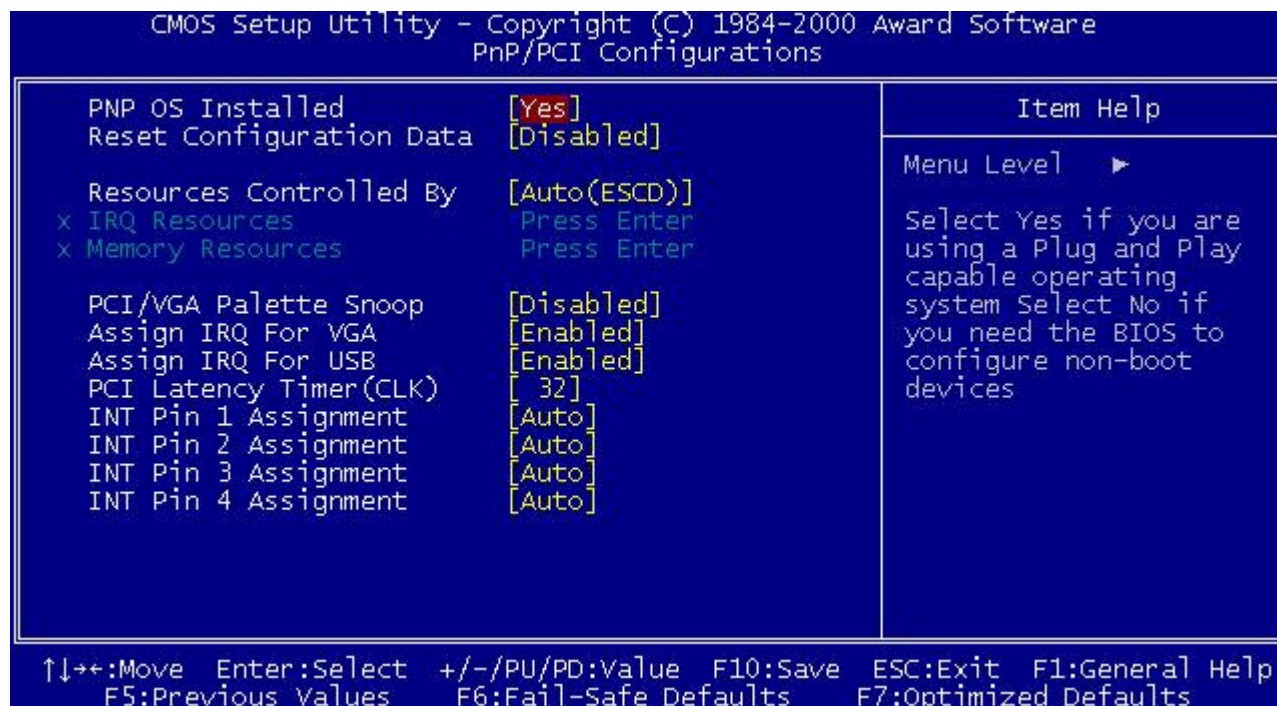 CMOS Setup Utility - Copyright (C) 1984-2000 Award Software
PnP/PCI Configurations
PNP OS Installed [Yes]
Reset Configuration Data [Disabled]
Resources Controlled By [Auto(ESCD)]
x IRQ Resources Press Enter
x Memory Resources Press Enter
PCI/VGA Palette Snoop [Disabled]
Assign IRQ For VGA [Enabled]
Assign IRQ For USB [Enabled]
PCI Latency Timer(CLK) [ 32]
INT Pin 1 Assignment [Auto]
INT Pin 2 Assignment [Auto]
INT Pin 3 Assignment [Auto]
INT Pin 4 Assignment [Auto]
Item Help
Menu Level ►
Select Yes if you are
using a Plug and Play
capable operating
system Select No if
you need the BIOS to
configure non-boot
devices
↑↓→←:Move Enter:Select +/-/PU/PD:Value F10:Save ESC:Exit F1:General Help
F5:Previous Values F6:Fail-Safe Defaults F7:Optimized Defaults